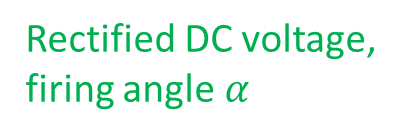 Rectified DC voltage,
firing angle 𝛼